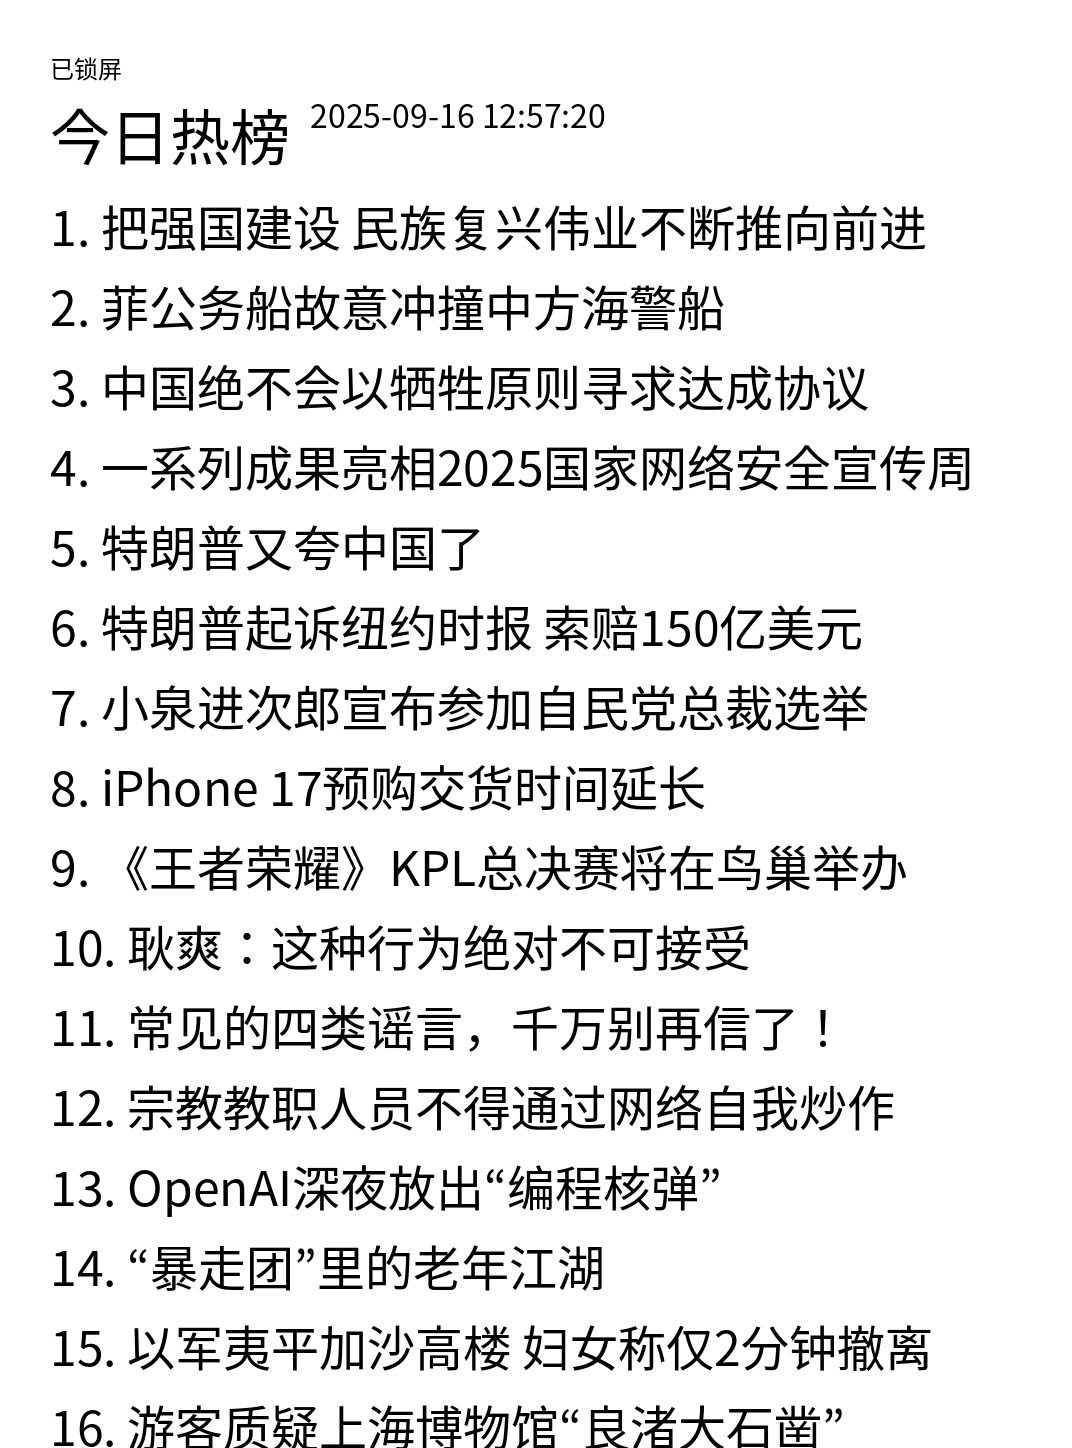 已锁屏
今日热榜 2025-09-16 12:57:20
1. 把强国建设 民族复兴伟业不断推向前进
2. 菲公务船故意冲撞中方海警船
3. 中国绝不会以牺牲原则寻求达成协议
4. 一系列成果亮相2025国家网络安全宣传周
5. 特朗普又夸中国了
6. 特朗普起诉纽约时报 索赔150亿美元
7. 小泉进次郎宣布参加自民党总裁选举
8. iPhone 17预购交货时间延长
9. 《王者荣耀》KPL总决赛将在鸟巢举办
10. 耿爽：这种行为绝对不可接受
11. 常见的四类谣言，千万别再信了！
12. 宗教教职人员不得通过网络自我炒作
13. OpenAI深夜放出“编程核弹”
14. “暴走团”里的老年江湖
15. 以军夷平加沙高楼 妇女称仅2分钟撤离
16. 游客质疑上海博物馆“良渚大石凿”